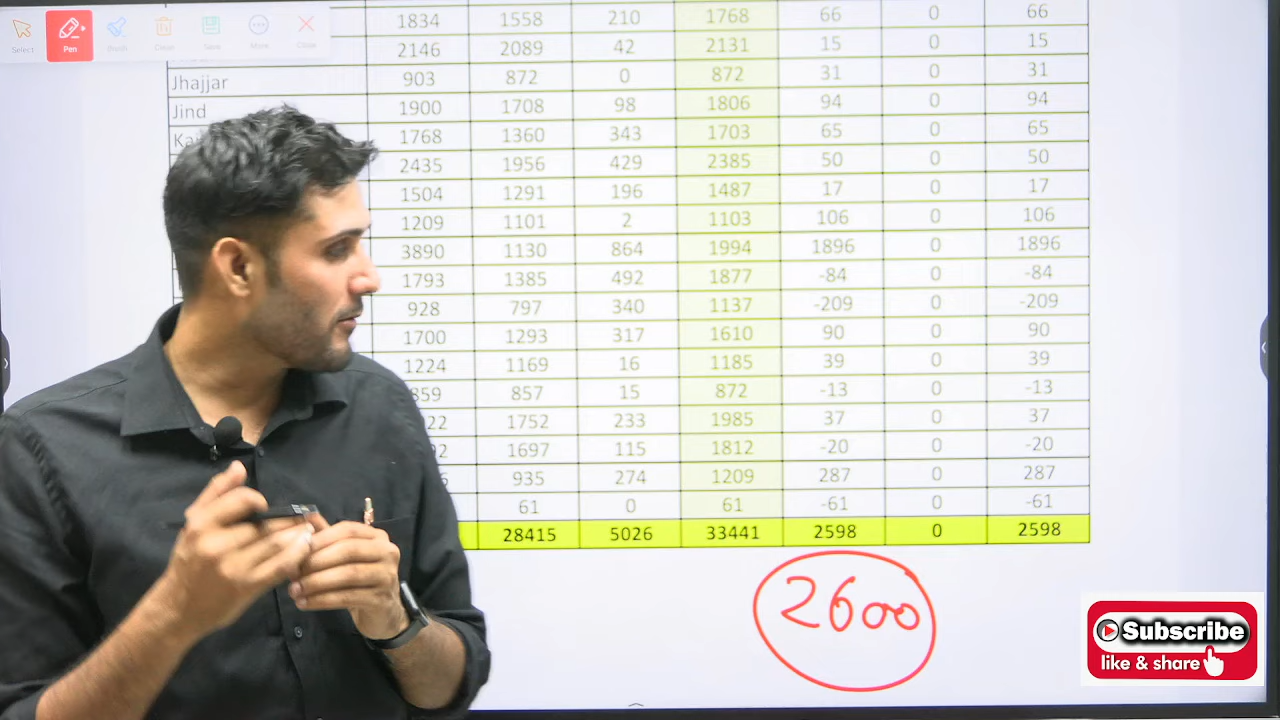 Select Pen Clean Save More Close
1834 1558 210 1768 66 0 66
2146 2089 42 2131 15 0 15
Jhajjar 903 872 0 872 31 0 31
Jind 1900 1708 98 1806 94 0 94
1768 1360 343 1703 65 0 65
2435 1956 429 2385 50 0 50
1504 1291 196 1487 17 0 17
1209 1101 2 1103 106 0 106
3890 1130 864 1994 1896 0 1896
1793 1385 492 1877 -84 0 -84
928 797 340 1137 -209 0 -209
1700 1293 317 1610 90 0 90
1224 1169 16 1185 39 0 39
859 857 15 872 -13 0 -13
1752 233 1985 37 0 37
1697 115 1812 -20 0 -20
935 274 1209 287 0 287
61 0 61 -61 0 -61
28415 5026 33441 2598 0 2598
2600
Subscribe
like & share